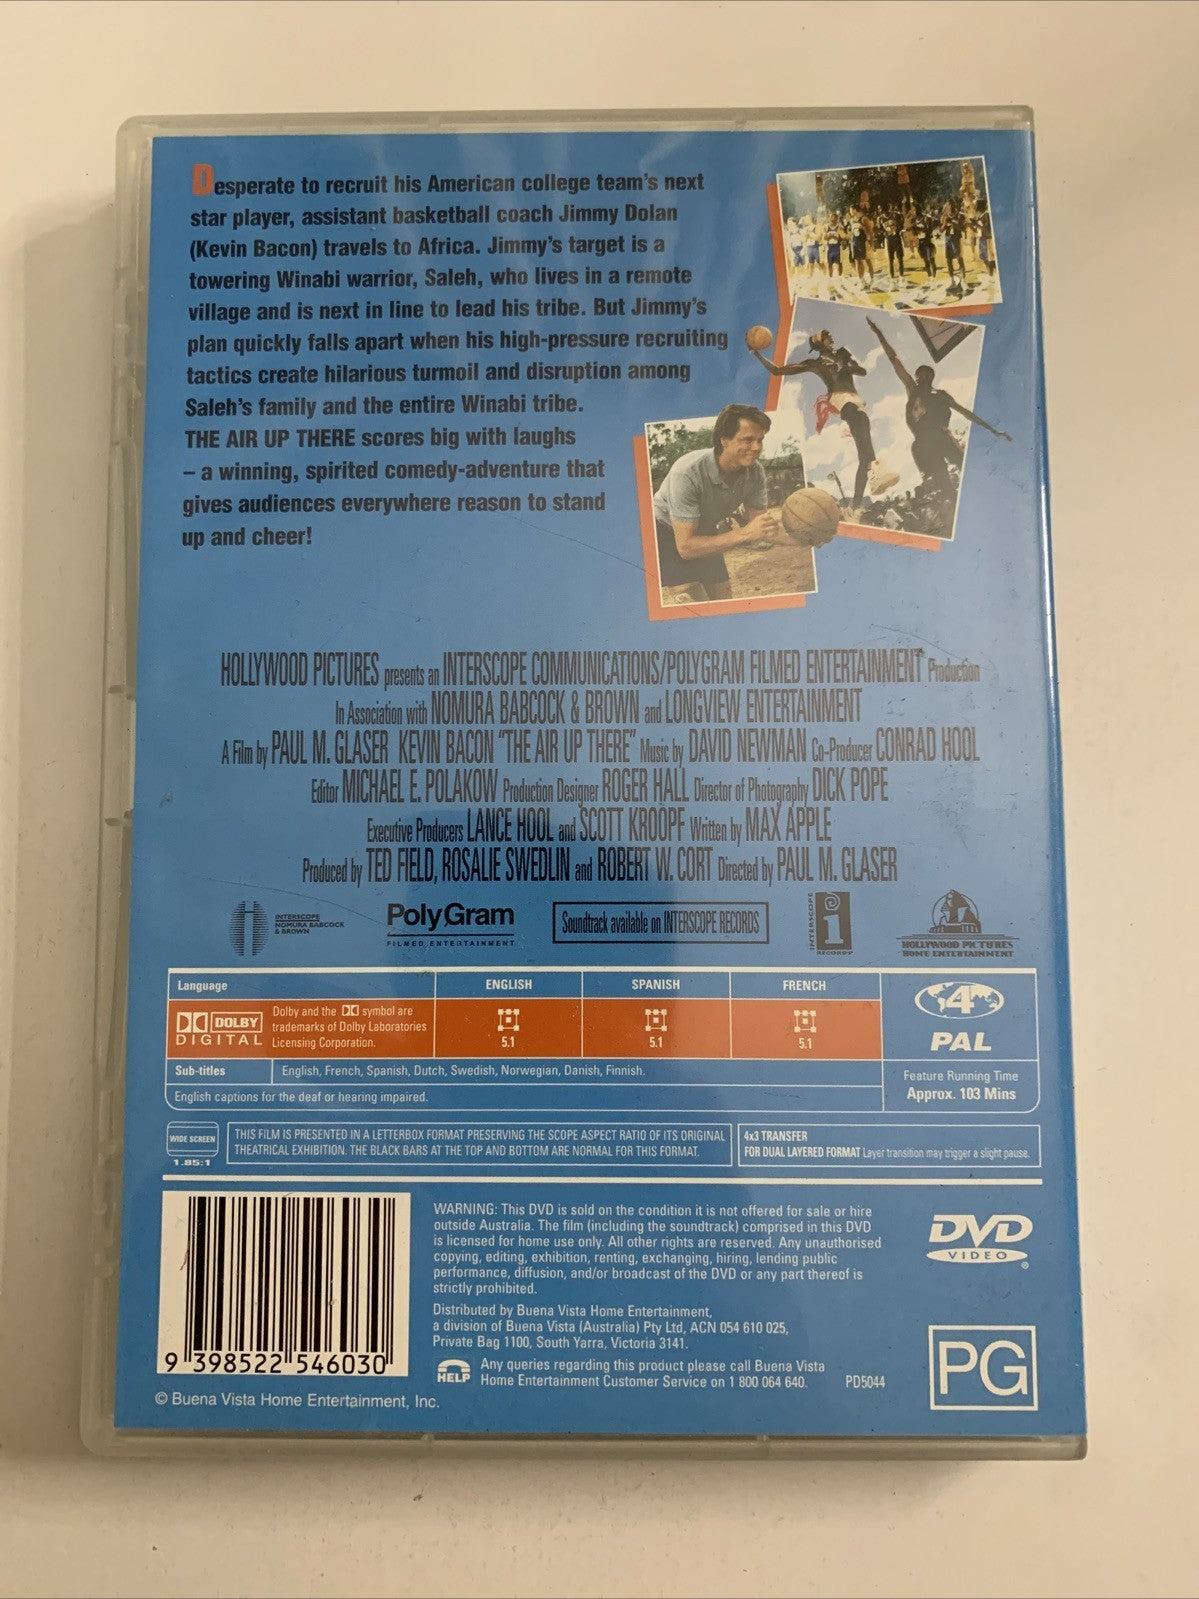 Desperate to recruit his American college team's next
star player, assistant basketball coach Jimmy Dolan
(Kevin Bacon) travels to Africa. Jimmy's target is a
towering Winabi warrior, Saleh, who lives in a remote
village and is next in line to lead his tribe. But Jimmy's
plan quickly falls apart when his high-pressure recruiting
tactics create hilarious turmoil and disruption among
Saleh's family and the entire Winabi tribe.
THE AIR UP THERE scores big with laughs
– a winning, spirited comedy-adventure that
gives audiences everywhere reason to stand
up and cheer!
HOLLYWOOD PICTURES presents an INTERSCOPE COMMUNICATIONS/POLYGRAM FILMED ENTERTAINMENT Production
In Association with NOMURA BABCOCK & BROWN and LONGVIEW ENTERTAINMENT
A Film by PAUL M. GLASER KEVIN BACON "THE AIR UP THERE" Music by DAVID NEWMAN Co-Producer CONRAD HOOL
Editor MICHAEL E. POLAKOW Production Designer ROGER HALL Director of Photography DICK POPE
Executive Producers LANCE HOOL and SCOTT KROOPF Written by MAX APPLE
Produced by TED FIELD, ROSALIE SWEDLIN and ROBERT W. CORT Directed by PAUL M. GLASER
INTERSCOPE
NOMURA BABCOCK
& BROWN
PolyGram
FILMED ENTERTAINMENT
Soundtrack available on INTERSCOPE RECORDS
INTERSCOPE
i
RECORDS
HOLLYWOOD PICTURES
HOME ENTERTAINMENT
Language ENGLISH SPANISH FRENCH
DOLBY
DIGITAL
Dolby and the DD symbol are
trademarks of Dolby Laboratories
Licensing Corporation.
5.1 5.1 5.1
4
PAL
Sub-titles English, French, Spanish, Dutch, Swedish, Norwegian, Danish, Finnish.
English captions for the deaf or hearing impaired.
Feature Running Time
Approx. 103 Mins
WIDE SCREEN
1.85:1
THIS FILM IS PRESENTED IN A LETTERBOX FORMAT PRESERVING THE SCOPE ASPECT RATIO OF ITS ORIGINAL
THEATRICAL EXHIBITION. THE BLACK BARS AT THE TOP AND BOTTOM ARE NORMAL FOR THIS FORMAT.
4x3 TRANSFER
FOR DUAL LAYERED FORMAT Layer transition may trigger a slight pause.
9 398522 546030
WARNING: This DVD is sold on the condition it is not offered for sale or hire
outside Australia. The film (including the soundtrack) comprised in this DVD
is licensed for home use only. All other rights are reserved. Any unauthorised
copying, editing, exhibition, renting, exchanging, hiring, lending public
performance, diffusion, and/or broadcast of the DVD or any part thereof is
strictly prohibited.
Distributed by Buena Vista Home Entertainment,
a division of Buena Vista (Australia) Pty Ltd, ACN 054 610 025,
Private Bag 1100, South Yarra, Victoria 3141.
HELP
Any queries regarding this product please call Buena Vista
Home Entertainment Customer Service on 1 800 064 640.
PD5044
DVD
VIDEO
®
PG
© Buena Vista Home Entertainment, Inc.